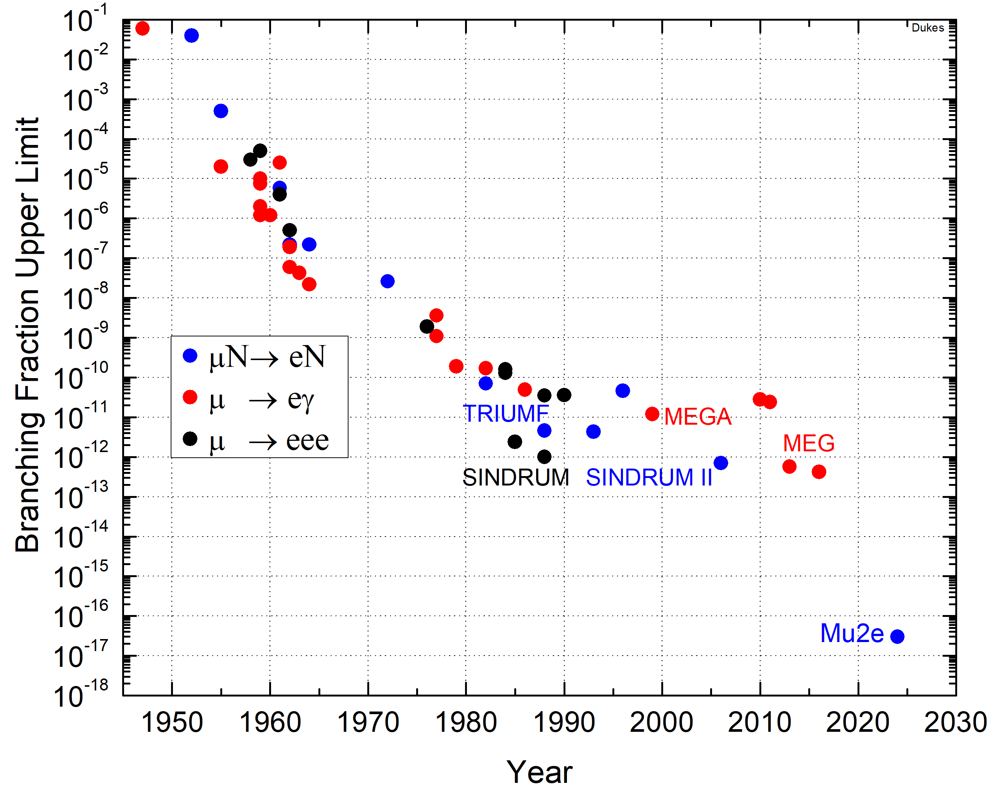 Dukes
10⁻¹
10⁻²
10⁻³
10⁻⁴
10⁻⁵
10⁻⁶
10⁻⁷
10⁻⁸
10⁻⁹
10⁻¹⁰
10⁻¹¹
10⁻¹²
10⁻¹³
10⁻¹⁴
10⁻¹⁵
10⁻¹⁶
10⁻¹⁷
10⁻¹⁸
Branching Fraction Upper Limit
μN→ eN
μ → eγ
μ → eee
TRIUMF
MEGA
MEG
SINDRUM
SINDRUM II
Mu2e
1950 1960 1970 1980 1990 2000 2010 2020 2030
Year